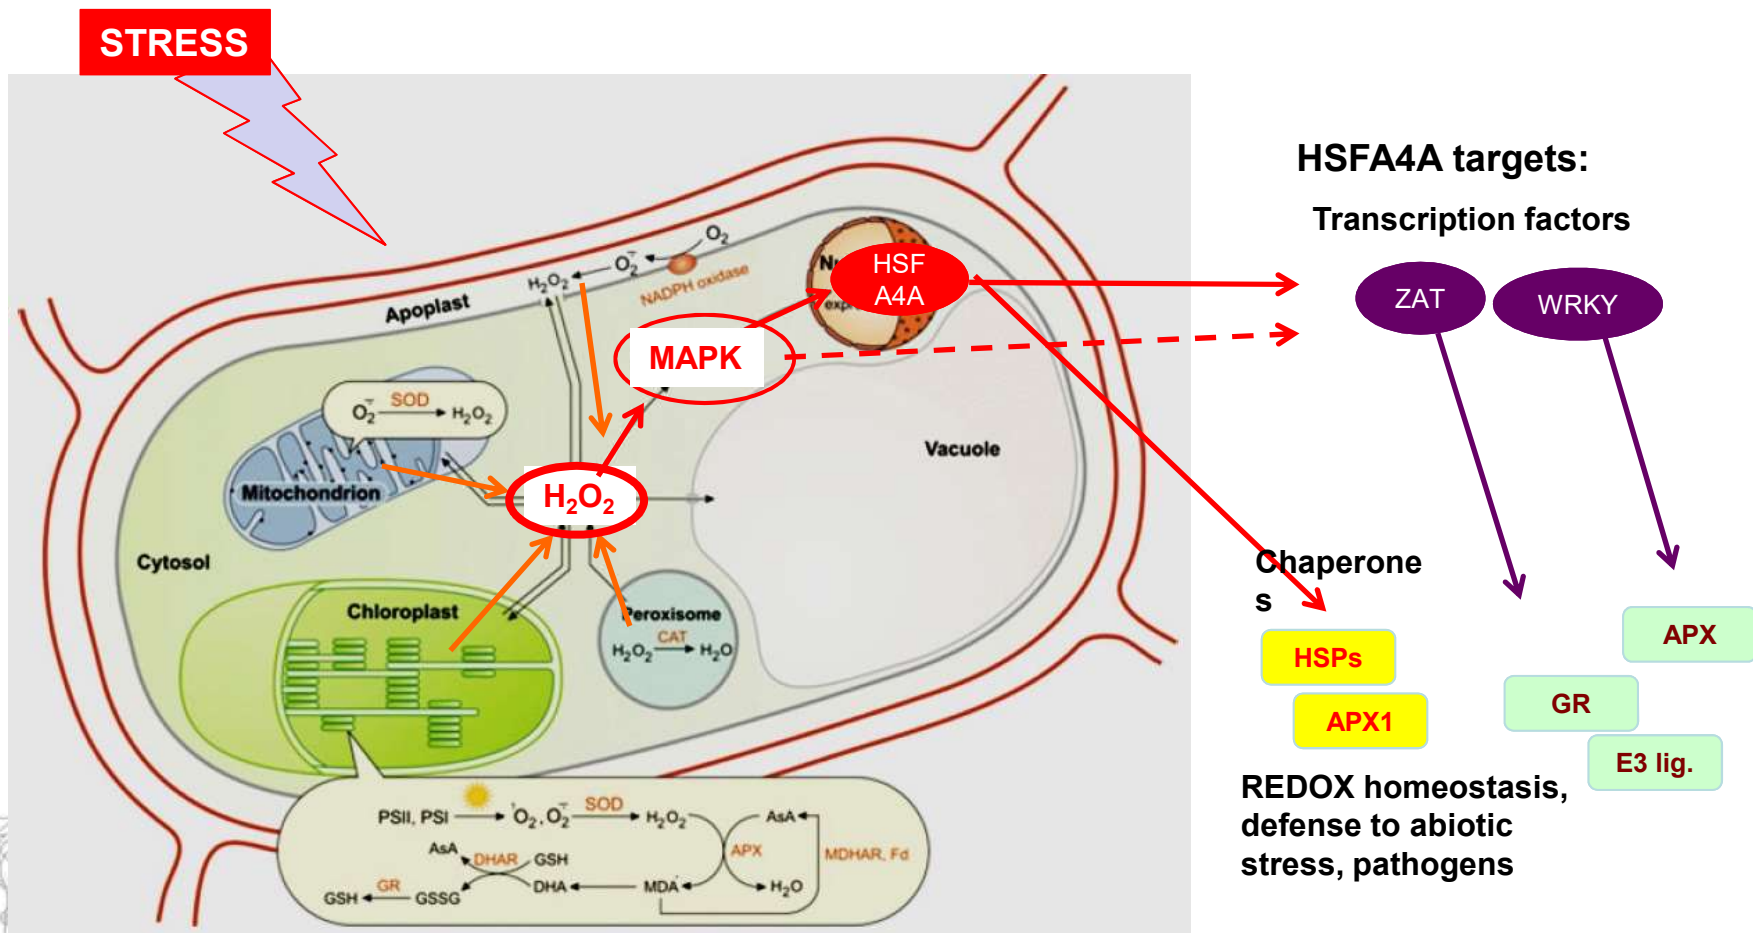 STRESS
HSFA4A targets:
Transcription factors
O₂
O₂⁻
H₂O₂
NADPH oxidase
Apoplast
HSF
A4A
ZAT
WRKY
MAPK
O₂⁻ SOD H₂O₂
Mitochondrion
H₂O₂
Vacuole
Cytosol
Chaperone
s
Chloroplast
Peroxisome
H₂O₂ CAT H₂O
HSPs
APX
APX1
GR
E3 lig.
REDOX homeostasis,
defense to abiotic
stress, pathogens
PSII, PSI ¹O₂, O₂⁻ SOD H₂O₂ AsA
AsA DHAR GSH APX MDHAR, Fd
GSH GR GSSG DHA MDA H₂O